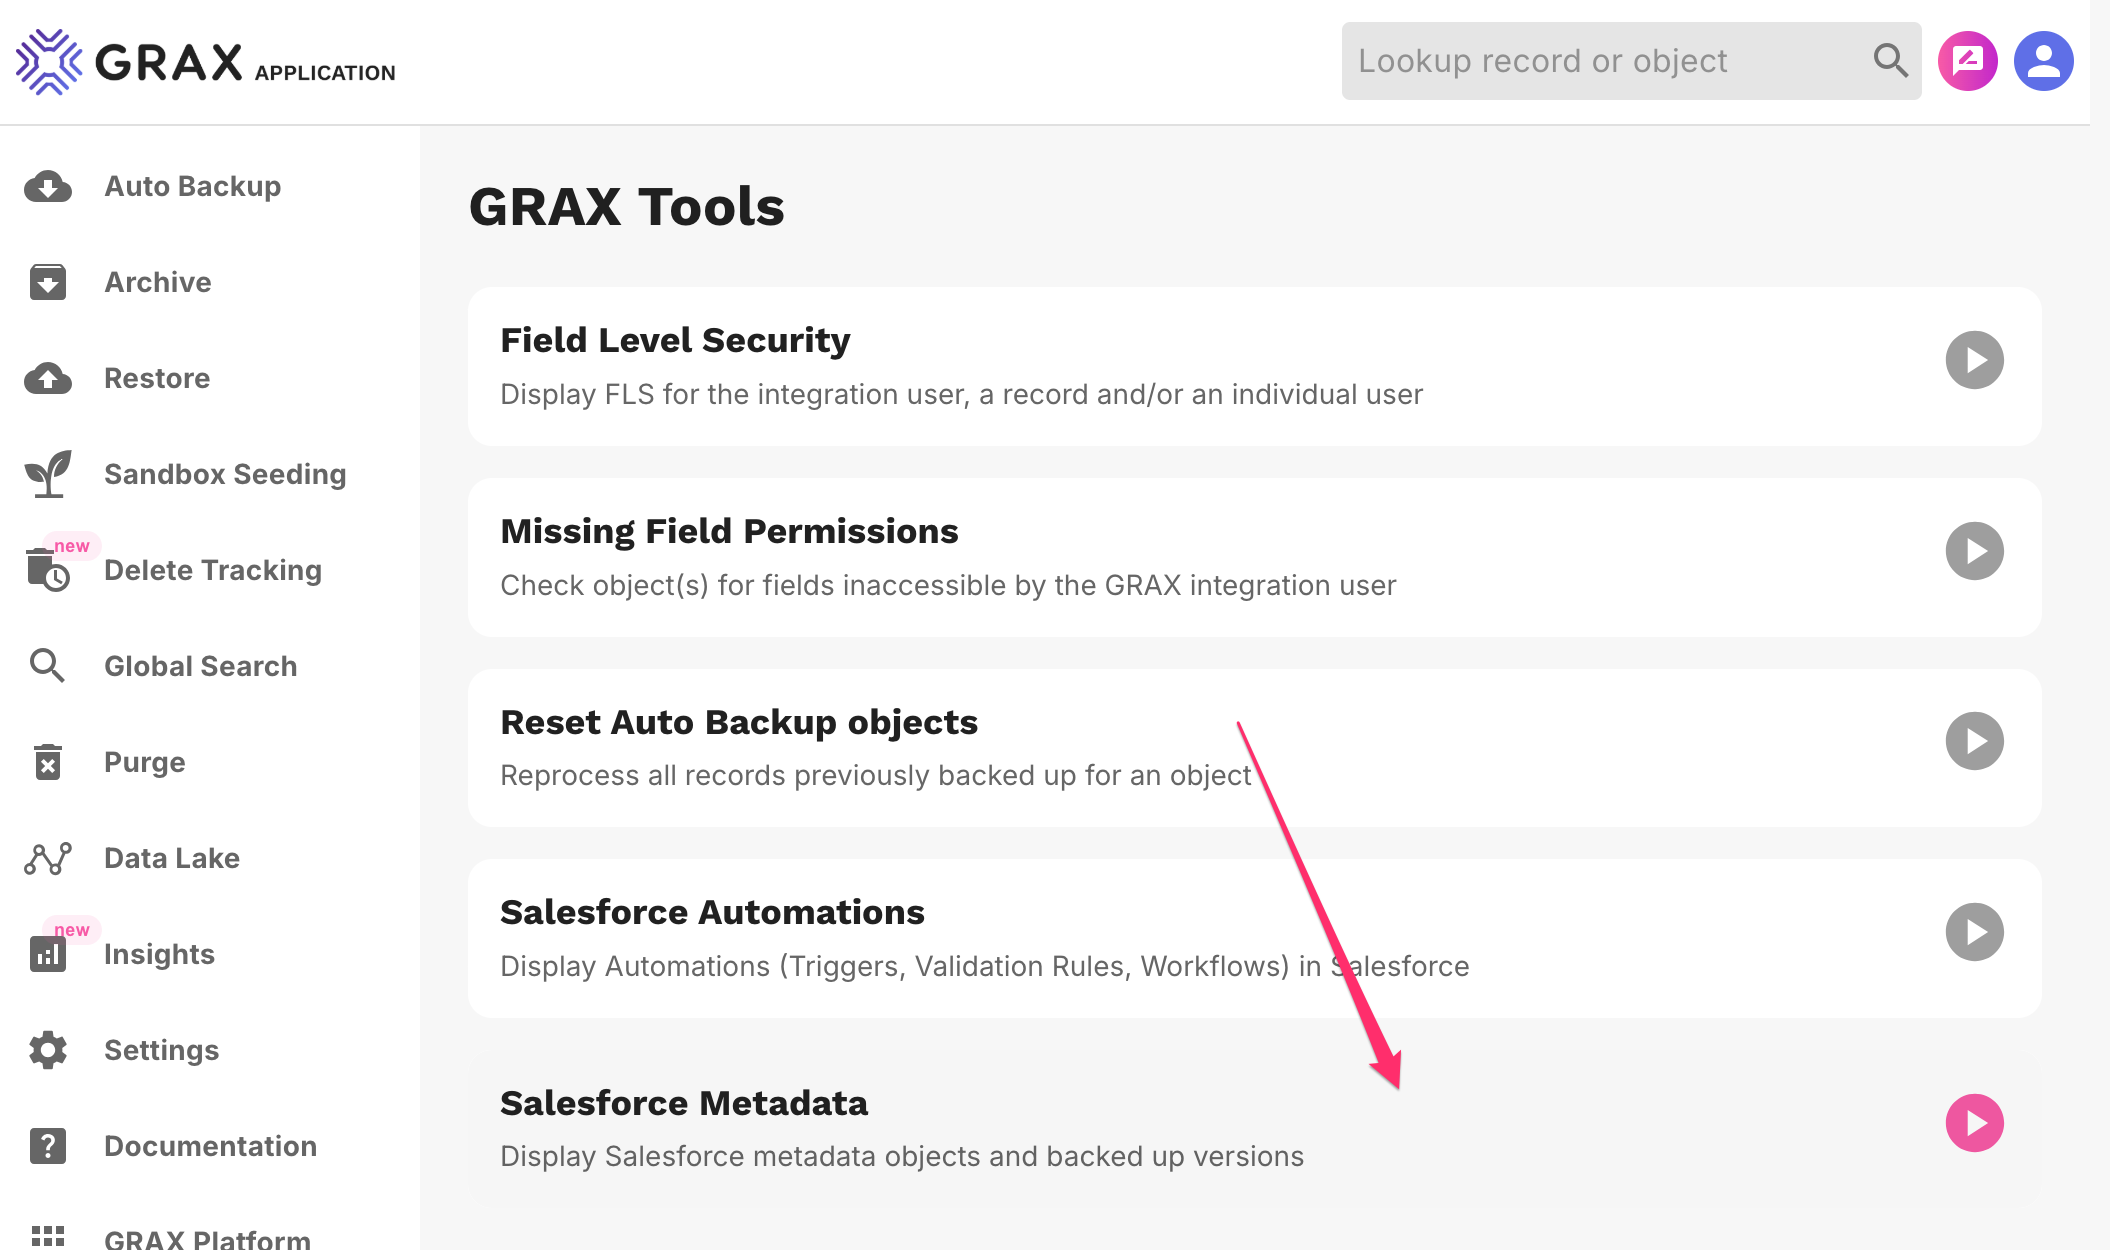 GRAX APPLICATION
Lookup record or object
Auto Backup
Archive
Restore
Sandbox Seeding
new
Delete Tracking
Global Search
Purge
Data Lake
new
Insights
Settings
Documentation
GRAX Platform
GRAX Tools
Field Level Security
Display FLS for the integration user, a record and/or an individual user
Missing Field Permissions
Check object(s) for fields inaccessible by the GRAX integration user
Reset Auto Backup objects
Reprocess all records previously backed up for an object
Salesforce Automations
Display Automations (Triggers, Validation Rules, Workflows) in Salesforce
Salesforce Metadata
Display Salesforce metadata objects and backed up versions